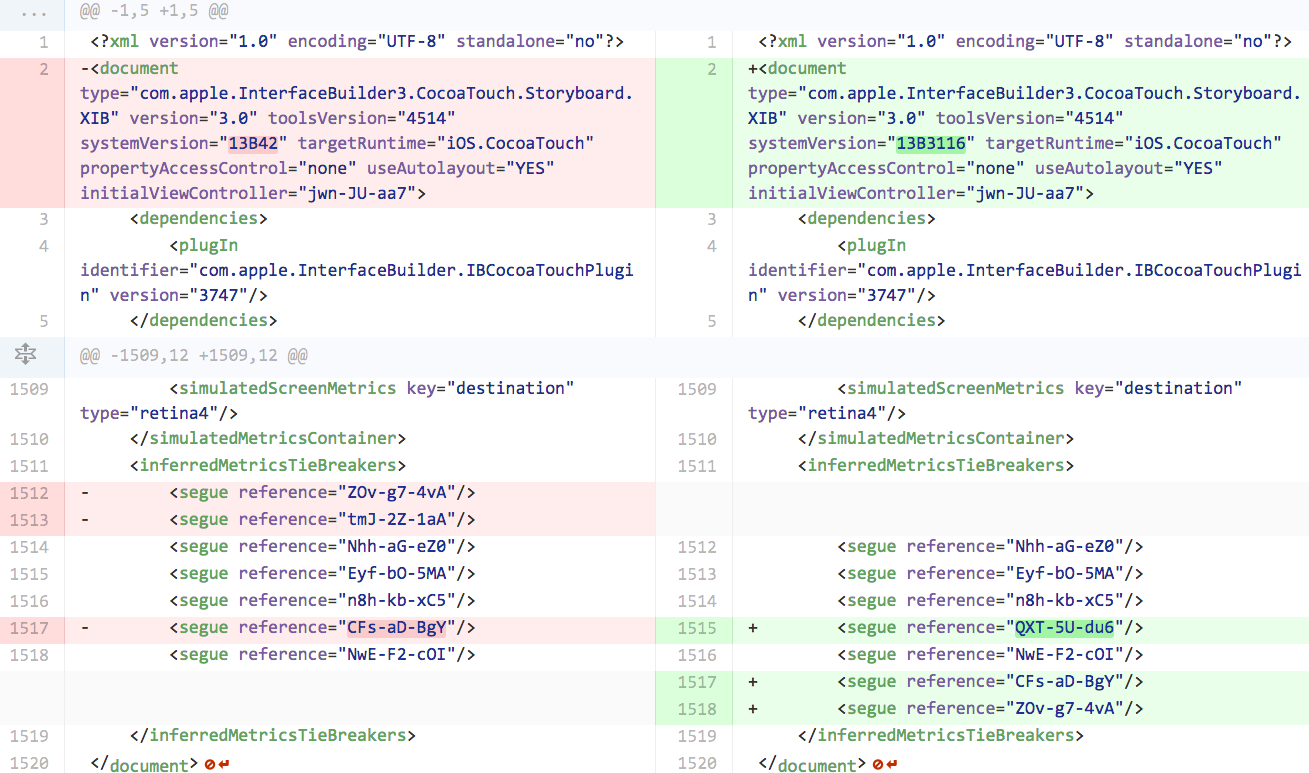 ... @@ -1,5 +1,5 @@
1 <?xml version="1.0" encoding="UTF-8" standalone="no"?>
2 -<document
type="com.apple.InterfaceBuilder3.CocoaTouch.Storyboard.
XIB" version="3.0" toolsVersion="4514"
systemVersion="13B42" targetRuntime="iOS.CocoaTouch"
propertyAccessControl="none" useAutolayout="YES"
initialViewController="jwn-JU-aa7">
3 <dependencies>
4 <plugIn
identifier="com.apple.InterfaceBuilder.IBCocoaTouchPlugi
n" version="3747"/>
5 </dependencies>
@@ -1509,12 +1509,12 @@
1509 <simulatedScreenMetrics key="destination"
type="retina4"/>
1510 </simulatedMetricsContainer>
1511 <inferredMetricsTieBreakers>
1512 - <segue reference="ZOv-g7-4vA"/>
1513 - <segue reference="tmJ-2Z-1aA"/>
1514 <segue reference="Nhh-aG-eZ0"/>
1515 <segue reference="Eyf-bO-5MA"/>
1516 <segue reference="n8h-kb-xC5"/>
1517 - <segue reference="CFs-aD-BgY"/>
1518 <segue reference="NwE-F2-cOI"/>
1519 </inferredMetricsTieBreakers>
1520 </document>
1 <?xml version="1.0" encoding="UTF-8" standalone="no"?>
2 +<document
type="com.apple.InterfaceBuilder3.CocoaTouch.Storyboard.
XIB" version="3.0" toolsVersion="4514"
systemVersion="13B3116" targetRuntime="iOS.CocoaTouch"
propertyAccessControl="none" useAutolayout="YES"
initialViewController="jwn-JU-aa7">
3 <dependencies>
4 <plugIn
identifier="com.apple.InterfaceBuilder.IBCocoaTouchPlugi
n" version="3747"/>
5 </dependencies>
1509 <simulatedScreenMetrics key="destination"
type="retina4"/>
1510 </simulatedMetricsContainer>
1511 <inferredMetricsTieBreakers>
1512 <segue reference="Nhh-aG-eZ0"/>
1513 <segue reference="Eyf-bO-5MA"/>
1514 <segue reference="n8h-kb-xC5"/>
1515 + <segue reference="QXT-5U-du6"/>
1516 <segue reference="NwE-F2-cOI"/>
1517 + <segue reference="CFs-aD-BgY"/>
1518 + <segue reference="ZOv-g7-4vA"/>
1519 </inferredMetricsTieBreakers>
1520 </document>